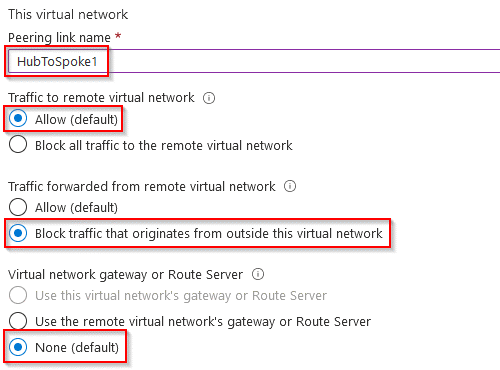 This virtual network
Peering link name *
HubToSpoke1
Traffic to remote virtual network
Allow (default)
Block all traffic to the remote virtual network
Traffic forwarded from remote virtual network
Allow (default)
Block traffic that originates from outside this virtual network
Virtual network gateway or Route Server
Use this virtual network's gateway or Route Server
Use the remote virtual network's gateway or Route Server
None (default)